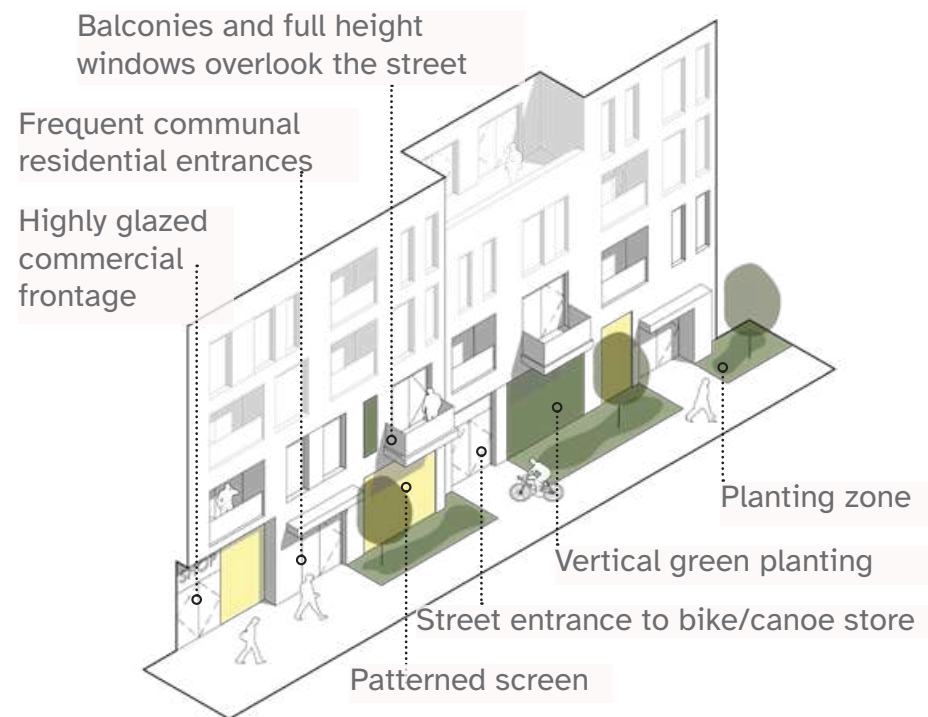 Balconies and full height
windows overlook the street
Frequent communal
residential entrances
Highly glazed
commercial
frontage
SHOP
Planting zone
Vertical green planting
Street entrance to bike/canoe store
Patterned screen